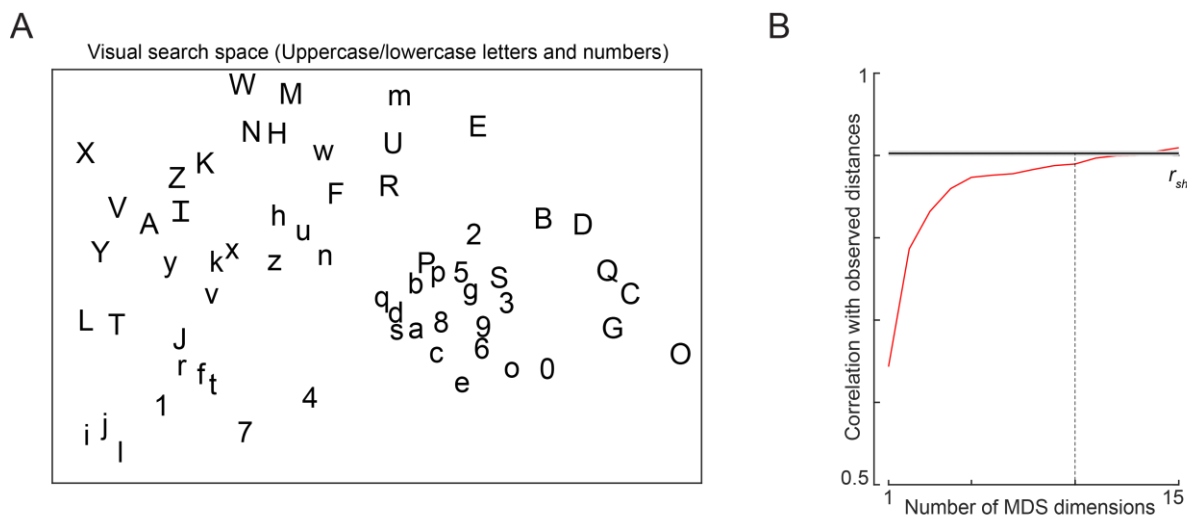 A
B
Visual search space (Uppercase/lowercase letters and numbers)
W
M
m
E
N H
U
X
K
w
Z
F
R
V
A
I
h
B
D
u
2
Y
y
k x
z
n
P p
5
S
Q
b
v
q
g
3
C
L T
d
s a
8
9
G
J
c
6
O
r
f t
e
o
0
1
4
i j
7
l
1
Correlation with observed distances
r sh
0.5
1
15
Number of MDS dimensions